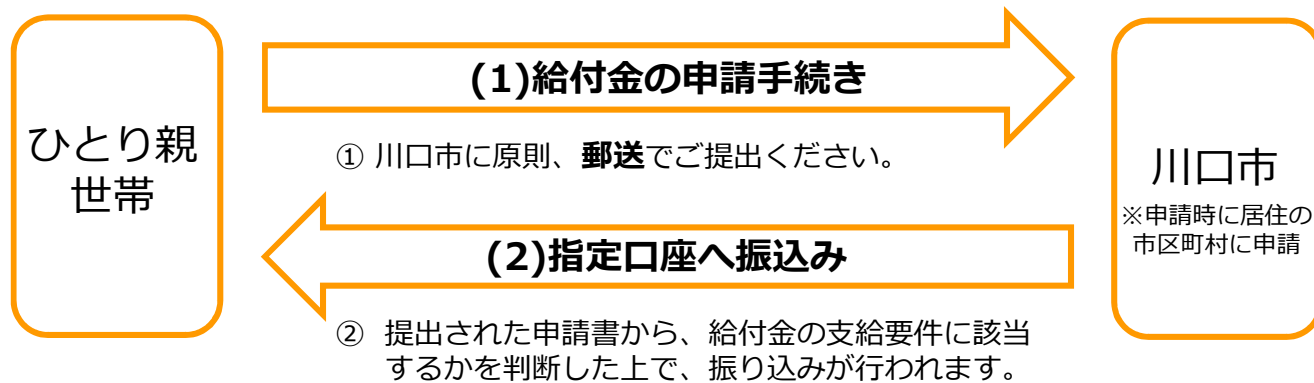 ひとり親
世帯
(1)給付金の申請手続き
① 川口市に原則、郵送でご提出ください。
(2)指定口座へ振込み
② 提出された申請書から、給付金の支給要件に該当
するかを判断した上で、振り込みが行われます。
川口市
※申請時に居住の
市区町村に申請